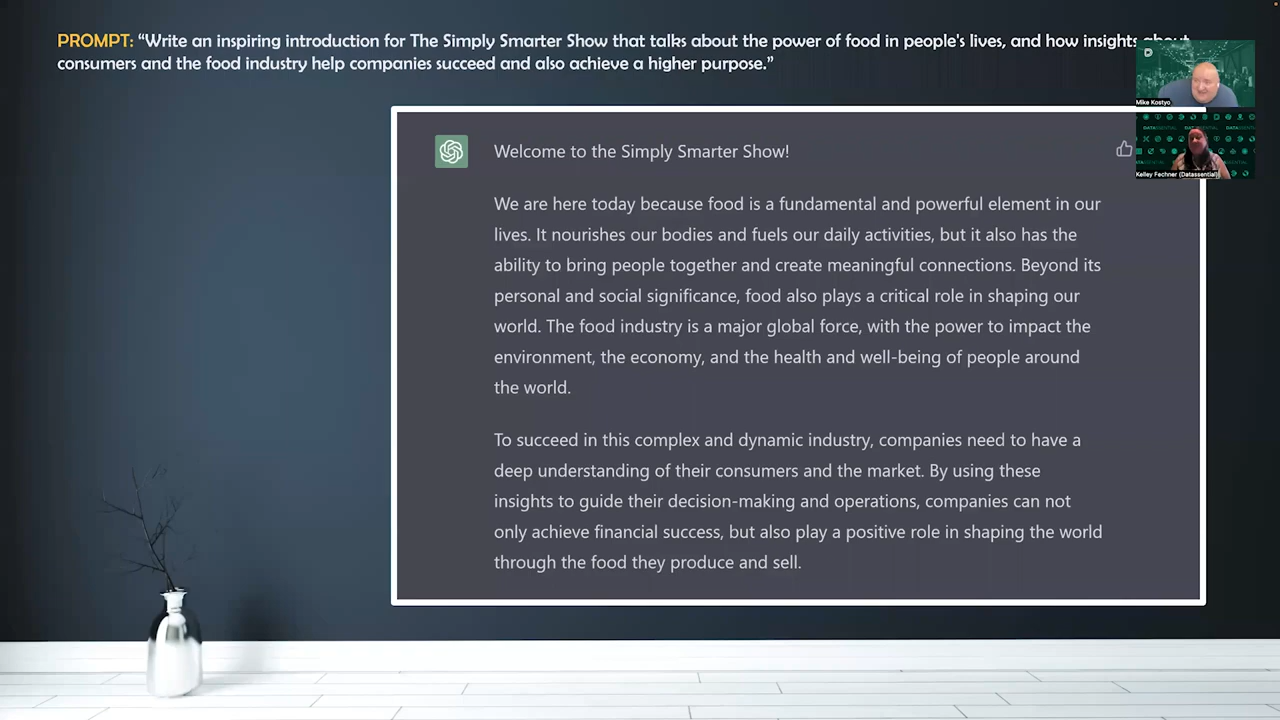 PROMPT: “Write an inspiring introduction for The Simply Smarter Show that talks about the power of food in people's lives, and how insights about
consumers and the food industry help companies succeed and also achieve a higher purpose.”
Mike Kostyo
DATASSENTIAL
Kelley Fechner (Datassential)
Welcome to the Simply Smarter Show!
We are here today because food is a fundamental and powerful element in our
lives. It nourishes our bodies and fuels our daily activities, but it also has the
ability to bring people together and create meaningful connections. Beyond its
personal and social significance, food also plays a critical role in shaping our
world. The food industry is a major global force, with the power to impact the
environment, the economy, and the health and well-being of people around
the world.
To succeed in this complex and dynamic industry, companies need to have a
deep understanding of their consumers and the market. By using these
insights to guide their decision-making and operations, companies can not
only achieve financial success, but also play a positive role in shaping the world
through the food they produce and sell.